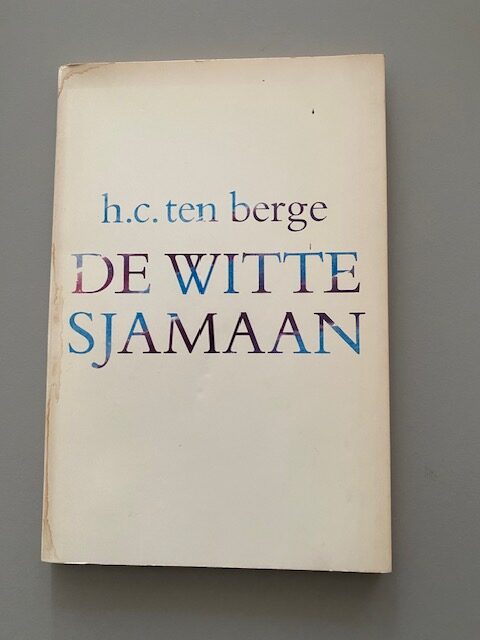 h.c. ten berge
DE WITTE
SJAMAAN